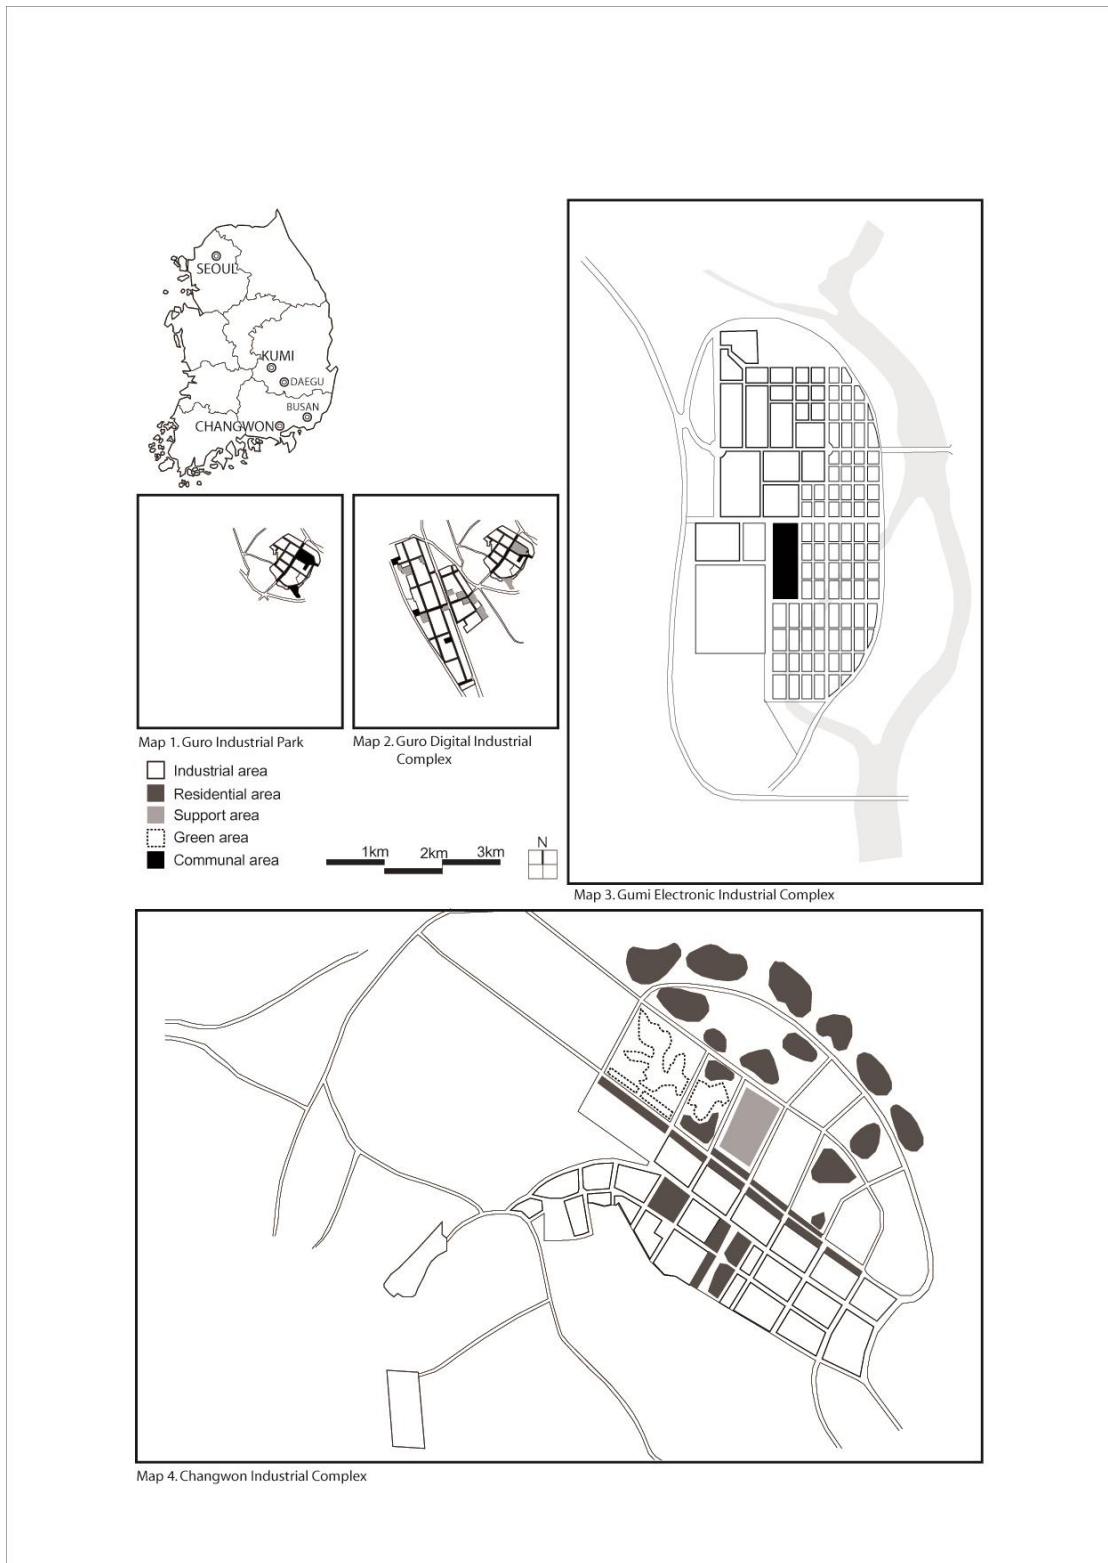 SEOUL
KUMI
DAEGU
BUSAN
CHANGWON
Map 1. Guro Industrial Park
Map 2. Guro Digital Industrial
Complex
Industrial area
Residential area
Support area
Green area
Communal area
1km 2km 3km
N
Map 3. Gumi Electronic Industrial Complex
Map 4. Changwon Industrial Complex